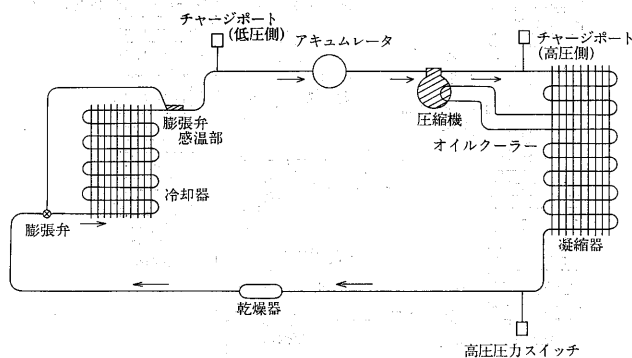 チャージポート
(低圧側)
アキュムレータ
チャージポート
(高圧側)
膨張弁
感温部
圧縮機
オイルクーラー
冷却器
膨張弁
凝縮器
乾燥器
高圧圧力スイッチ